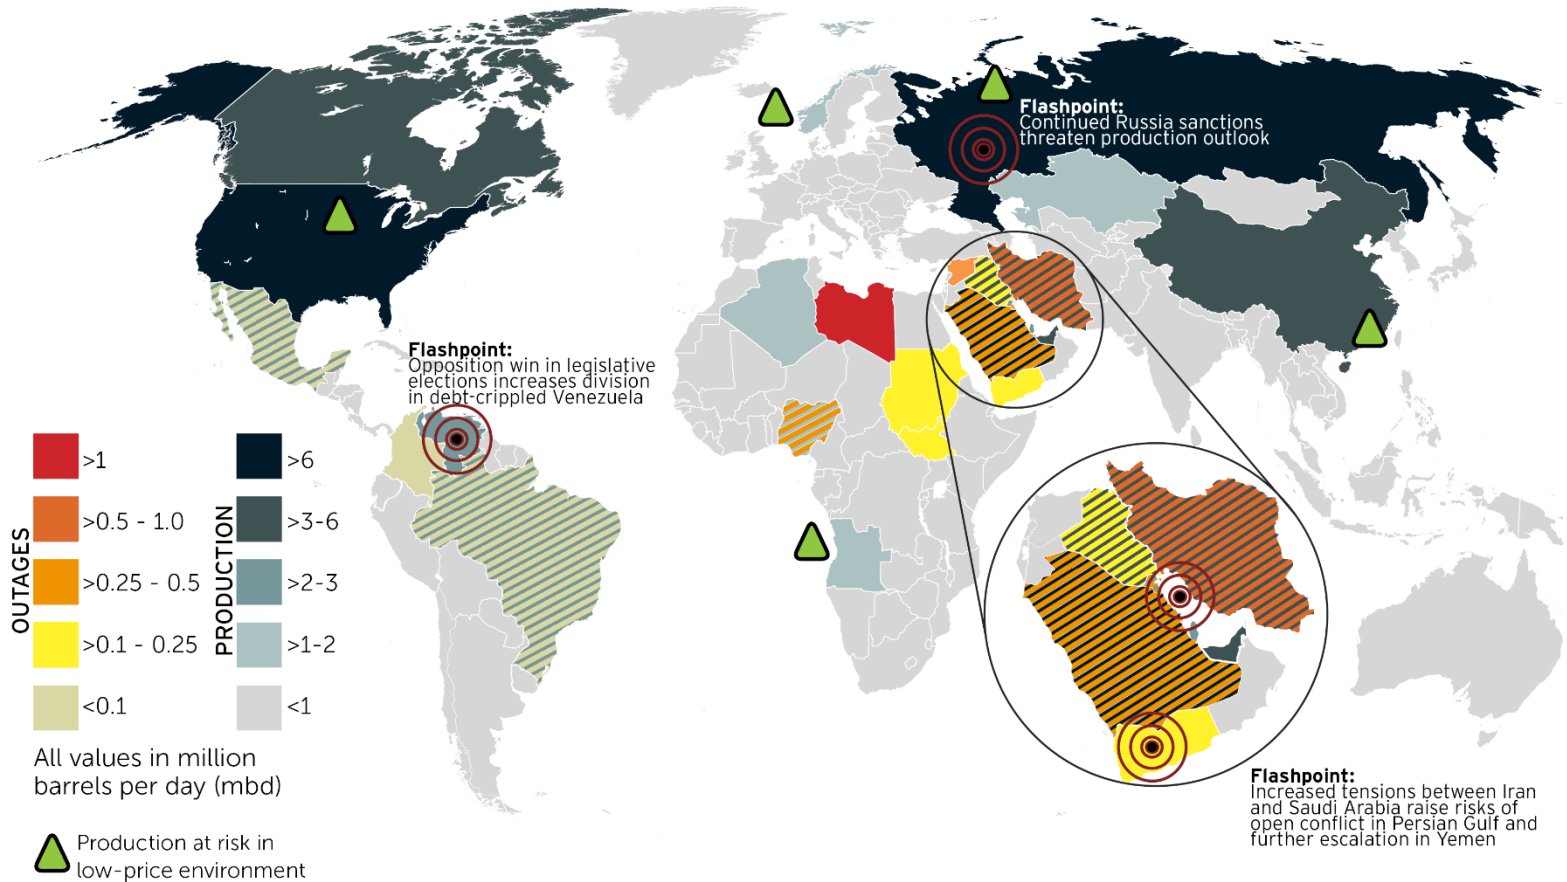 Flashpoint:
Continued Russia sanctions
threaten production outlook
Flashpoint:
Opposition win in legislative
elections increases division
in debt-crippled Venezuela
OUTAGES
>1
>0.5 - 1.0
>0.25 - 0.5
>0.1 - 0.25
<0.1
PRODUCTION
>6
>3-6
>2-3
>1-2
<1
All values in million
barrels per day (mbd)
Production at risk in
low-price environment
Flashpoint:
Increased tensions between Iran
and Saudi Arabia raise risks of
open conflict in Persian Gulf and
further escalation in Yemen